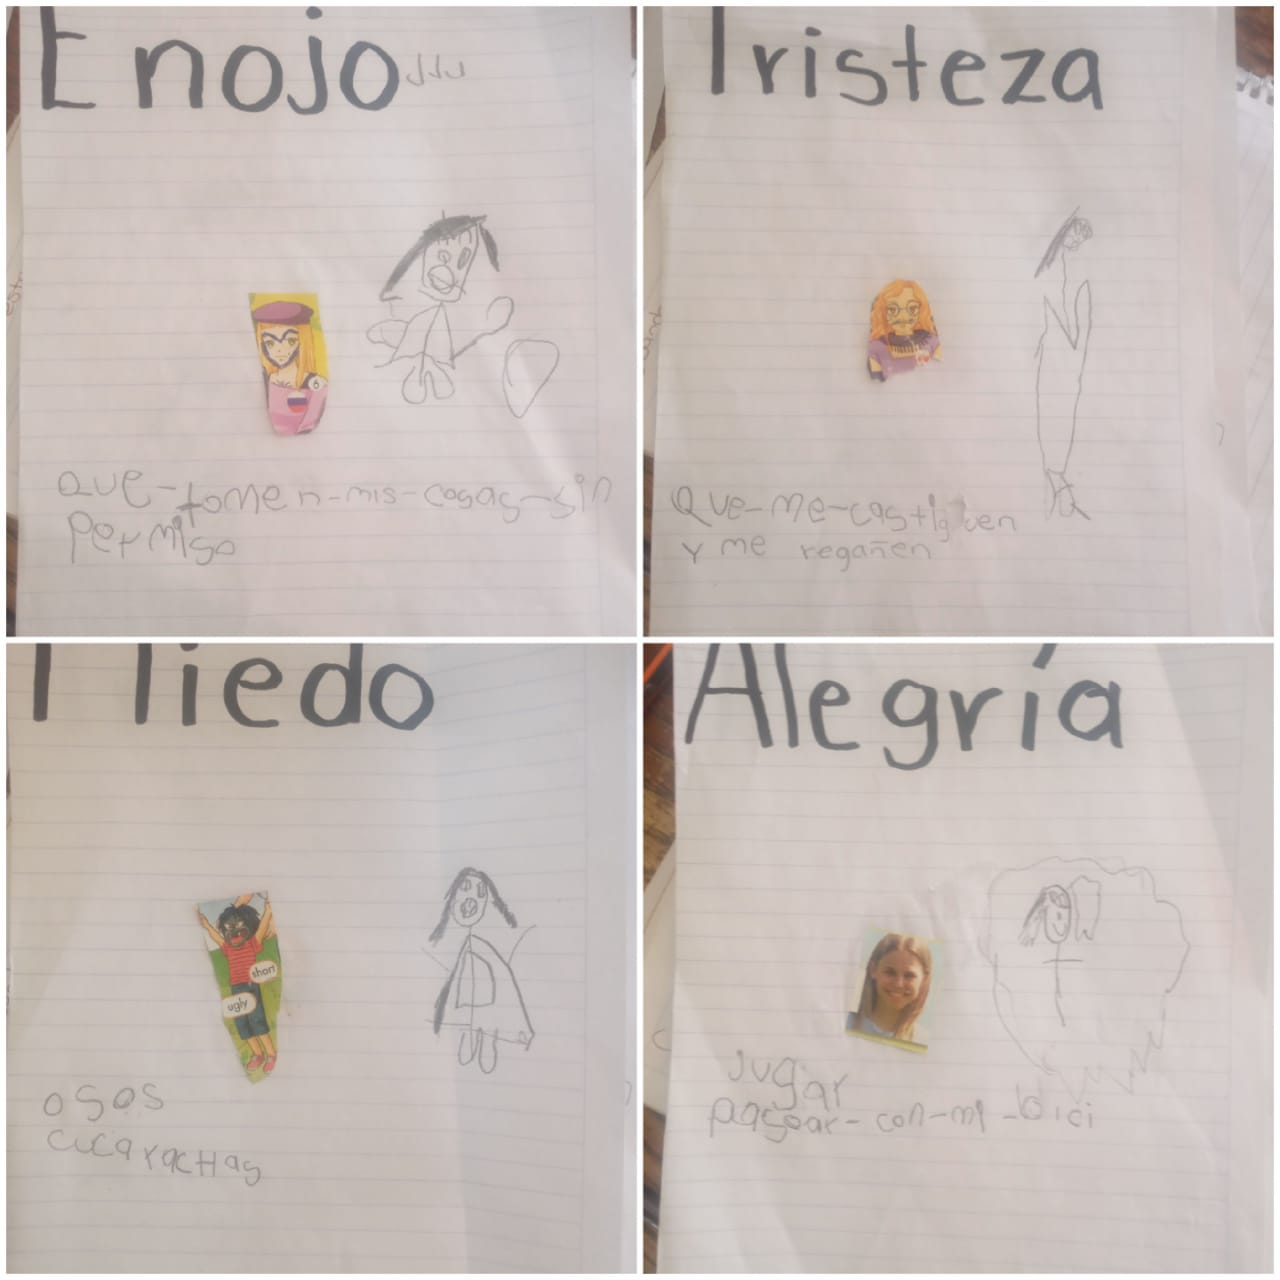 Enojo
6
que-tomen-mis-cosas-sin
permiso
Tristeza
Que-me-castiguen
y me regañen
Miedo
short
ugly
osos
cucarachas
Alegría
Jugar
pasear-con-mi-bici